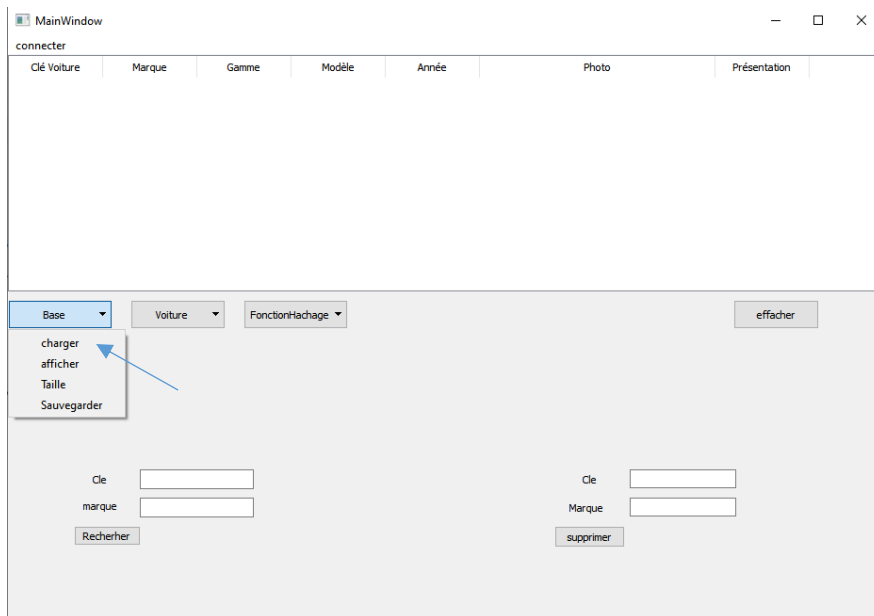 MainWindow
connecter
Clé Voiture Marque Gamme Modèle Année Photo Présentation
Base Voiture FonctionHachage effacher
charger
afficher
Taille
Sauvegarder
Cle Cle
marque Marque
Recherher supprimer